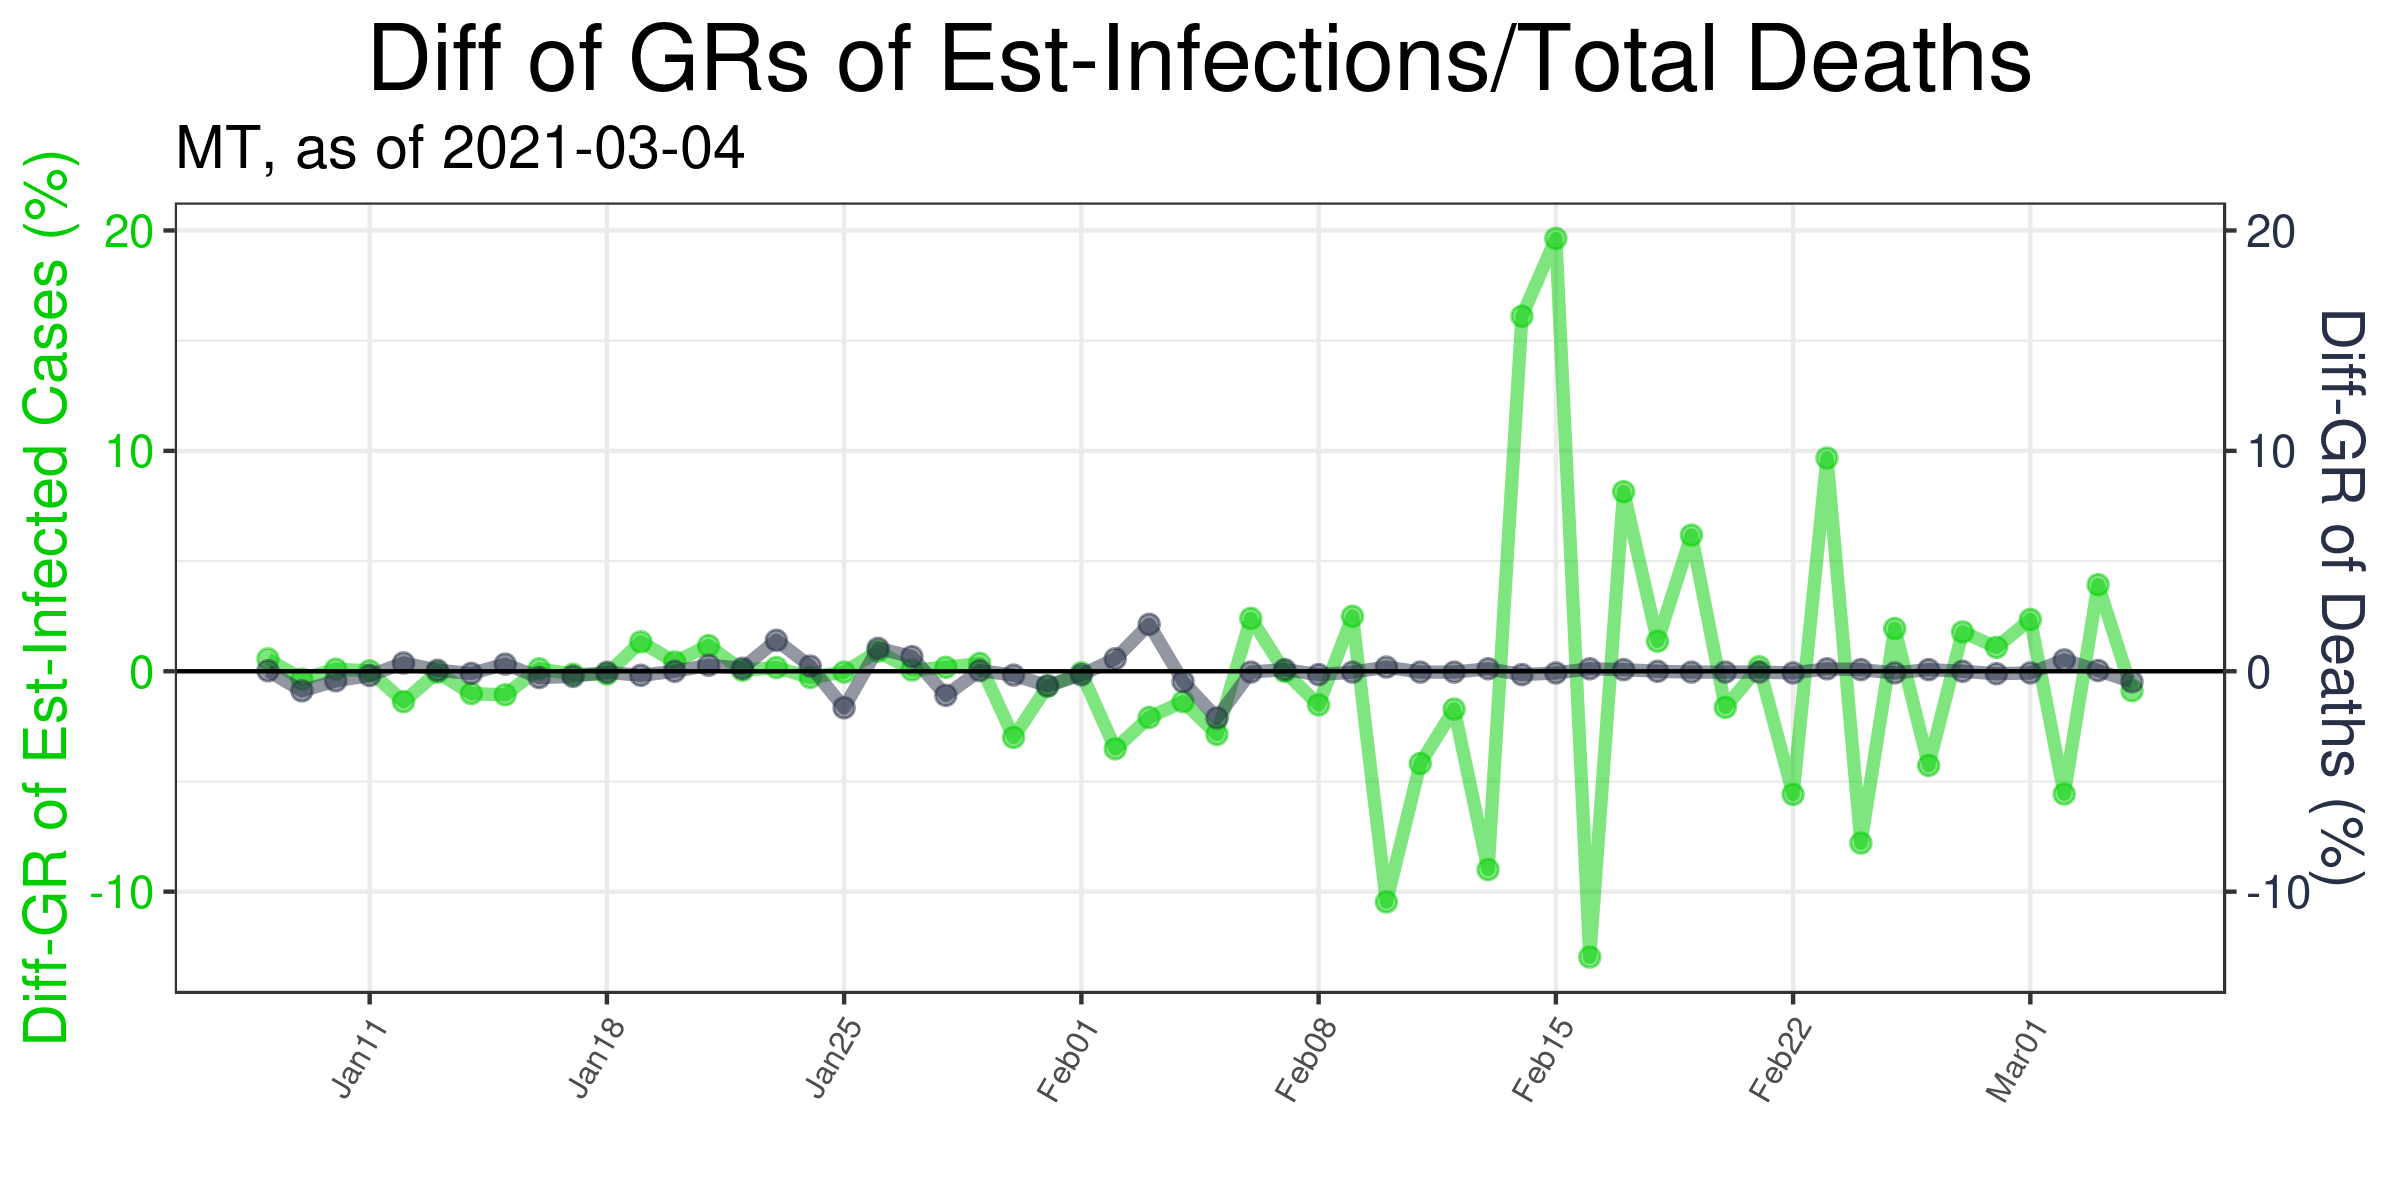 Diff of GRs of Est-Infections/Total Deaths
MT, as of 2021-03-04
Diff-GR of Est-Infected Cases (%)
20
10
0
-10
20
10
0
-10
Diff-GR of Deaths (%)
Jan11
Jan18
Jan25
Feb01
Feb08
Feb15
Feb22
Mar01